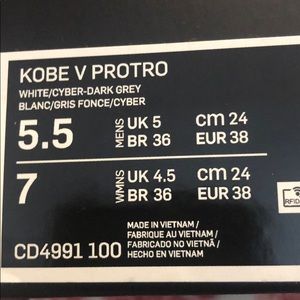 KOBE V PROTRO
WHITE/CYBER-DARK GREY
BLANC/GRIS FONCE/CYBER
5.5 MENS UK 5 CM 24
BR 36 EUR 38
7 WMNS UK 4.5 CM 24
BR 36 EUR 38
MADE IN VIETNAM /
FABRIQUE AU VIETNAM /
FABRICADO NO VIETNÃ /
CD4991 100 HECHO EN VIETNAM
RFID